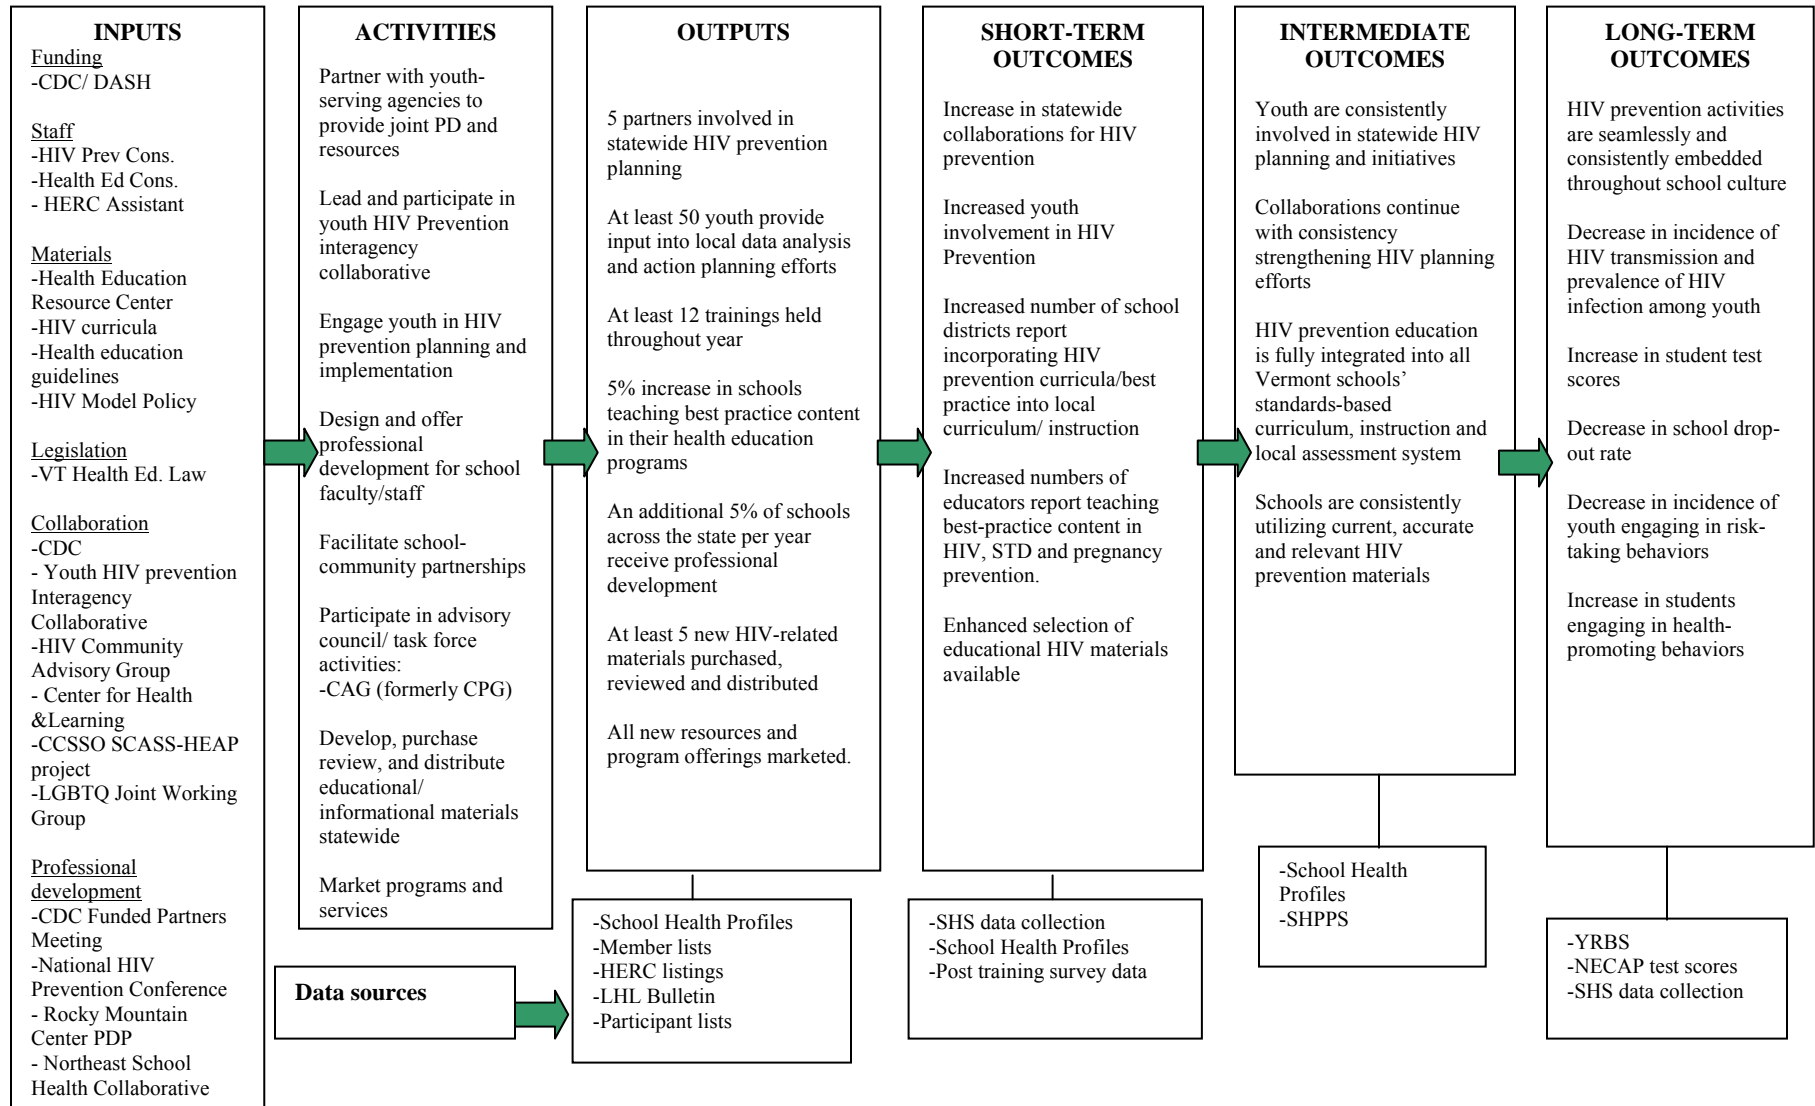 INPUTS
Funding
-CDC/ DASH
Staff
-HIV Prev Cons.
-Health Ed Cons.
- HERC Assistant
Materials
-Health Education
Resource Center
-HIV curricula
-Health education
guidelines
-HIV Model Policy
Legislation
-VT Health Ed. Law
Collaboration
-CDC
- Youth HIV prevention
Interagency
Collaborative
-HIV Community
Advisory Group
- Center for Health
&Learning
-CCSSO SCASS-HEAP
project
-LGBTQ Joint Working
Group
Professional
development
-CDC Funded Partners
Meeting
-National HIV
Prevention Conference
- Rocky Mountain
Center PDP
- Northeast School
Health Collaborative
ACTIVITIES
Partner with youth-
serving agencies to
provide joint PD and
resources
Lead and participate in
youth HIV Prevention
interagency
collaborative
Engage youth in HIV
prevention planning and
implementation
Design and offer
professional
development for school
faculty/staff
Facilitate school-
community partnerships
Participate in advisory
council/ task force
activities:
-CAG (formerly CPG)
Develop, purchase
review, and distribute
educational/
informational materials
statewide
Market programs and
services
OUTPUTS
5 partners involved in
statewide HIV prevention
planning
At least 50 youth provide
input into local data analysis
and action planning efforts
At least 12 trainings held
throughout year
5% increase in schools
teaching best practice content
in their health education
programs
An additional 5% of schools
across the state per year
receive professional
development
At least 5 new HIV-related
materials purchased,
reviewed and distributed
All new resources and
program offerings marketed.
SHORT-TERM
OUTCOMES
Increase in statewide
collaborations for HIV
prevention
Increased youth
involvement in HIV
Prevention
Increased number of school
districts report
incorporating HIV
prevention curricula/best
practice into local
curriculum/ instruction
Increased numbers of
educators report teaching
best-practice content in
HIV, STD and pregnancy
prevention.
Enhanced selection of
educational HIV materials
available
INTERMEDIATE
OUTCOMES
Youth are consistently
involved in statewide HIV
planning and initiatives
Collaborations continue
with consistency
strengthening HIV planning
efforts
HIV prevention education
is fully integrated into all
Vermont schools’
standards-based
curriculum, instruction and
local assessment system
Schools are consistently
utilizing current, accurate
and relevant HIV
prevention materials
LONG-TERM
OUTCOMES
HIV prevention activities
are seamlessly and
consistently embedded
throughout school culture
Decrease in incidence of
HIV transmission and
prevalence of HIV
infection among youth
Increase in student test
scores
Decrease in school drop-
out rate
Decrease in incidence of
youth engaging in risk-
taking behaviors
Increase in students
engaging in health-
promoting behaviors
Data sources
-School Health Profiles
-Member lists
-HERC listings
-LHL Bulletin
-Participant lists
-SHS data collection
-School Health Profiles
-Post training survey data
-School Health
Profiles
-SHPPS
-YRBS
-NECAP test scores
-SHS data collection